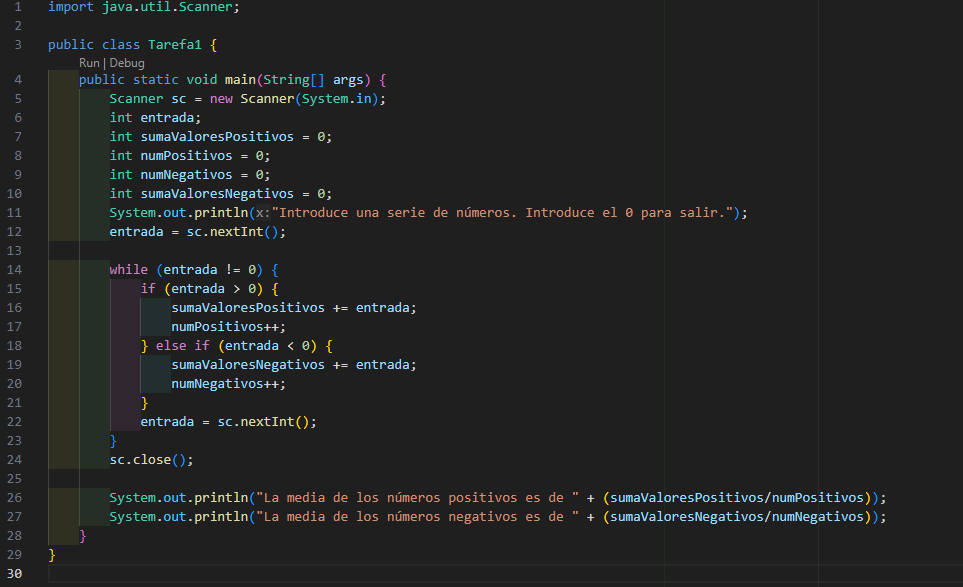 1 import java.util.Scanner;
2
3 public class Tarefa1 {
Run | Debug
4 public static void main(String[] args) {
5 Scanner sc = new Scanner(System.in);
6 int entrada;
7 int sumaValoresPositivos = 0;
8 int numPositivos = 0;
9 int numNegativos = 0;
10 int sumaValoresNegativos = 0;
11 System.out.println(x:"Introduce una serie de números. Introduce el 0 para salir.");
12 entrada = sc.nextInt();
13
14 while (entrada != 0) {
15 if (entrada > 0) {
16 sumaValoresPositivos += entrada;
17 numPositivos++;
18 } else if (entrada < 0) {
19 sumaValoresNegativos += entrada;
20 numNegativos++;
21 }
22 entrada = sc.nextInt();
23 }
24 sc.close();
25
26 System.out.println("La media de los números positivos es de " + (sumaValoresPositivos/numPositivos));
27 System.out.println("La media de los números negativos es de " + (sumaValoresNegativos/numNegativos));
28 }
29 }
30